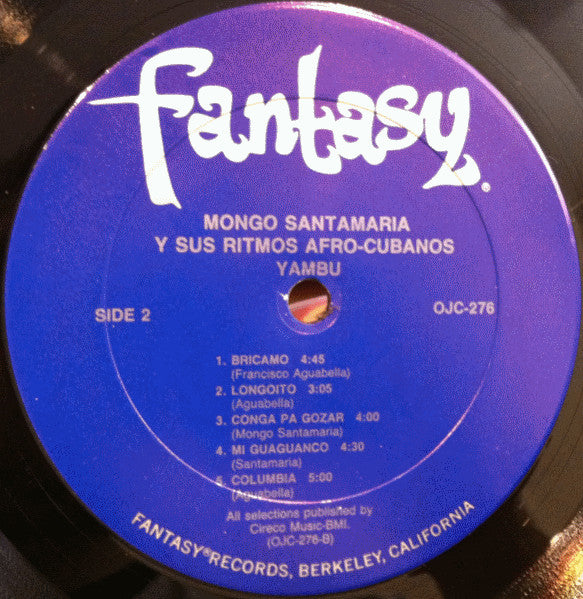 Fantasy®
MONGO SANTAMARIA
Y SUS RITMOS AFRO-CUBANOS
YAMBU
SIDE 2
OJC-276
1. BRICAMO 4:45
(Francisco Aguabella)
2. LONGOITO 3:05
(Aguabella)
3. CONGA PA GOZAR 4:00
(Mongo Santamaria)
4. MI GUAGUANCO 4:30
(Santamaria)
5. COLUMBIA 5:00
(Aguabella)
All selections published by
Cireco Music-BMI.
(OJC-276-B)
FANTASY® RECORDS, BERKELEY, CALIFORNIA